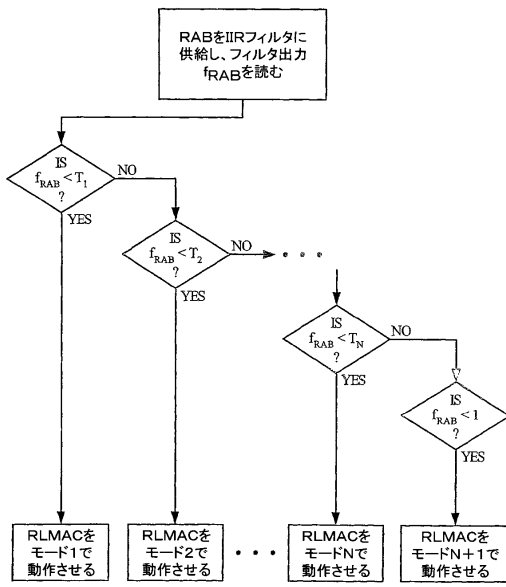 RABをIIRフィルタに
供給し、フィルタ出力
fRABを読む
IS
fRAB < T1
?
NO
YES
IS
fRAB < T2
?
NO
・・・
YES
IS
fRAB < TN
?
NO
YES
IS
fRAB < 1
?
YES
RLMACを
モード1で
動作させる
RLMACを
モード2で
動作させる
・・・
RLMACを
モードNで
動作させる
RLMACを
モードN+1で
動作させる